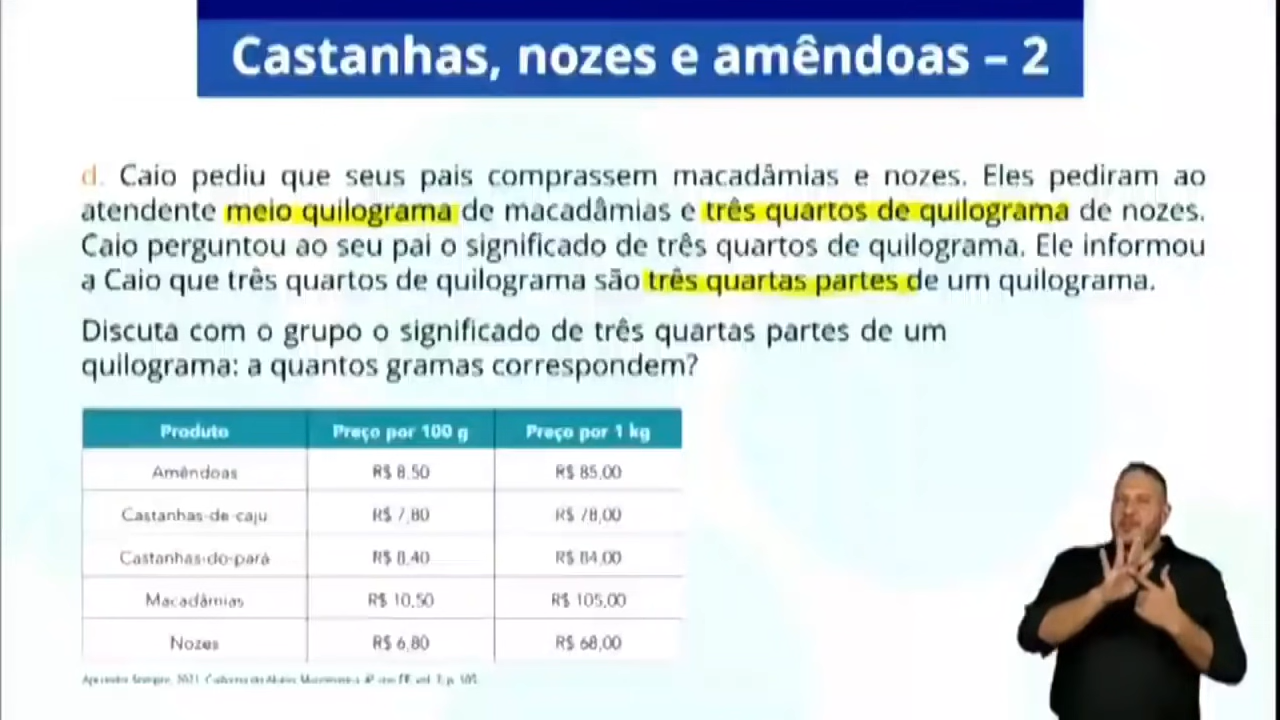 Castanhas, nozes e amêndoas – 2
d. Caio pediu que seus pais comprassem macadâmias e nozes. Eles pediram ao
atendente meio quilograma de macadâmias e três quartos de quilograma de nozes.
Caio perguntou ao seu pai o significado de três quartos de quilograma. Ele informou
a Caio que três quartos de quilograma são três quartas partes de um quilograma.
Discuta com o grupo o significado de três quartas partes de um
quilograma: a quantos gramas correspondem?
Produto Preço por 100 g Preço por 1 kg
Amêndoas R$ 8,50 R$ 85,00
Castanhas-de-caju R$ 7,80 R$ 78,00
Castanhas-do-pará R$ 8,40 R$ 84,00
Macadâmias R$ 10,50 R$ 105,00
Nozes R$ 6,80 R$ 68,00